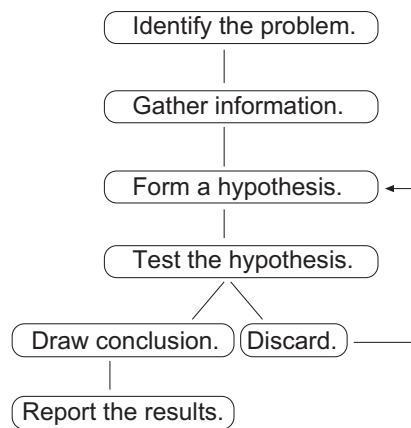 Identify the problem.
Gather information.
Form a hypothesis.
Test the hypothesis.
Draw conclusion.
Discard.
Report the results.